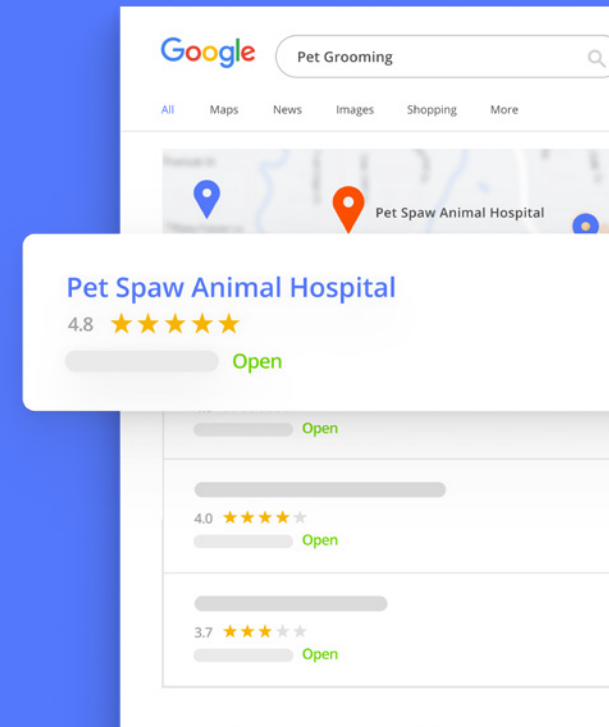 Google
Pet Grooming
All Maps News Images Shopping More
Pet Spaw Animal Hospital
Pet Spaw Animal Hospital
4.8
Open
Open
4.0
Open
3.7
Open